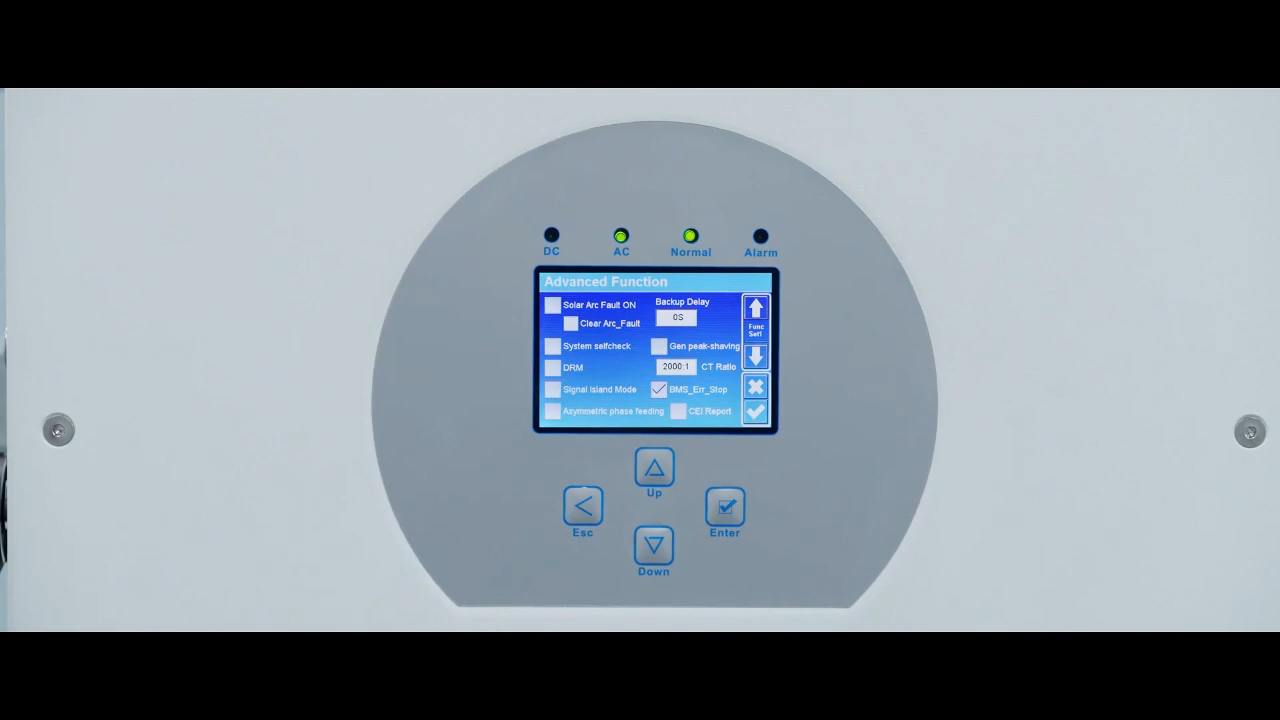 DC AC Normal Alarm
Advanced Function
Solar Arc Fault ON Backup Delay
Clear Arc_Fault 0S
Func
Set1
System selfcheck Gen peak-shaving
DRM 2000:1 CT Ratio
Signal Island Mode BMS_Err_Stop
Asymmetric phase feeding CEI Report
Up
Esc Enter
Down